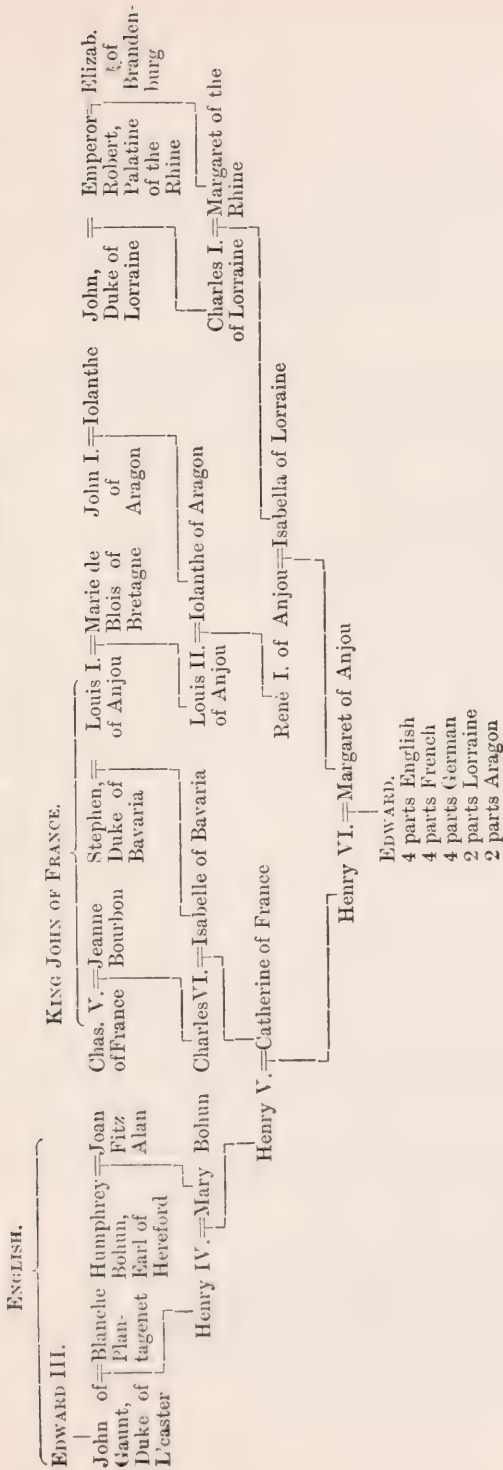 ENGLISH.
KING JOHN OF FRANCE.
EDWARD III.
John of=Blanche Humphrey=Joan Chas. V.=Jeanne Stephen,= Louis I.=Marie de John I.=Iolanthe John, = Emperor Elizab.
Gaunt, Plan- Bohun, Fitz of France Bourbon Duke of of Anjou Blois of of Duke of Robert, of
Duke of tagenet Earl of Alan Bavaria Bretagne Aragon Lorraine Palatine Branden-
L'caster Hereford of the burg
Rhine
Henry IV.=Mary Bohun Charles VI.=Isabelle of Bavaria Louis II.=Iolanthe of Aragon Charles I.=Margaret of the
of Anjou of Lorraine Rhine
Henry V.=Catherine of France René I. of Anjou=Isabella of Lorraine
Henry VI.=Margaret of Anjou
EDWARD.
4 parts English
4 parts French
4 parts German
2 parts Lorraine
2 parts Aragon